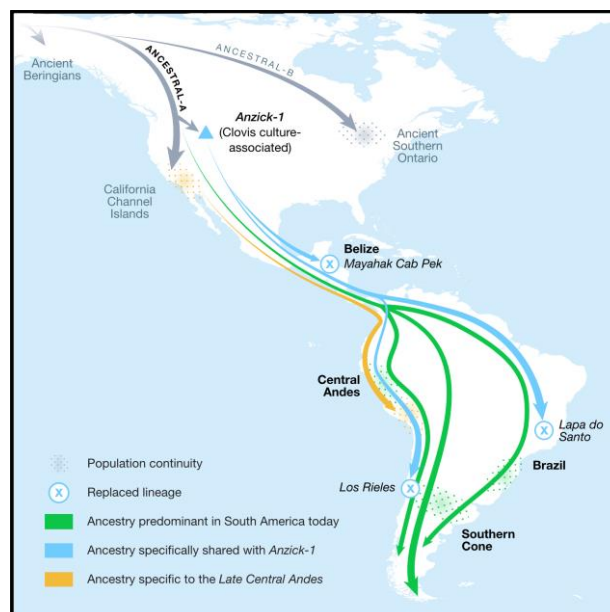 Ancient
Beringians
ANCESTRAL-A
ANCESTRAL-B
Anzick-1
(Clovis culture-
associated)
Ancient
Southern
Ontario
California
Channel
Islands
Belize
Mayahak Cab Pek
Central
Andes
Lapa do
Santo
Brazil
Los Rieles
Southern
Cone
Population continuity
X Replaced lineage
Ancestry predominant in South America today
Ancestry specifically shared with Anzick-1
Ancestry specific to the Late Central Andes
X
X
X